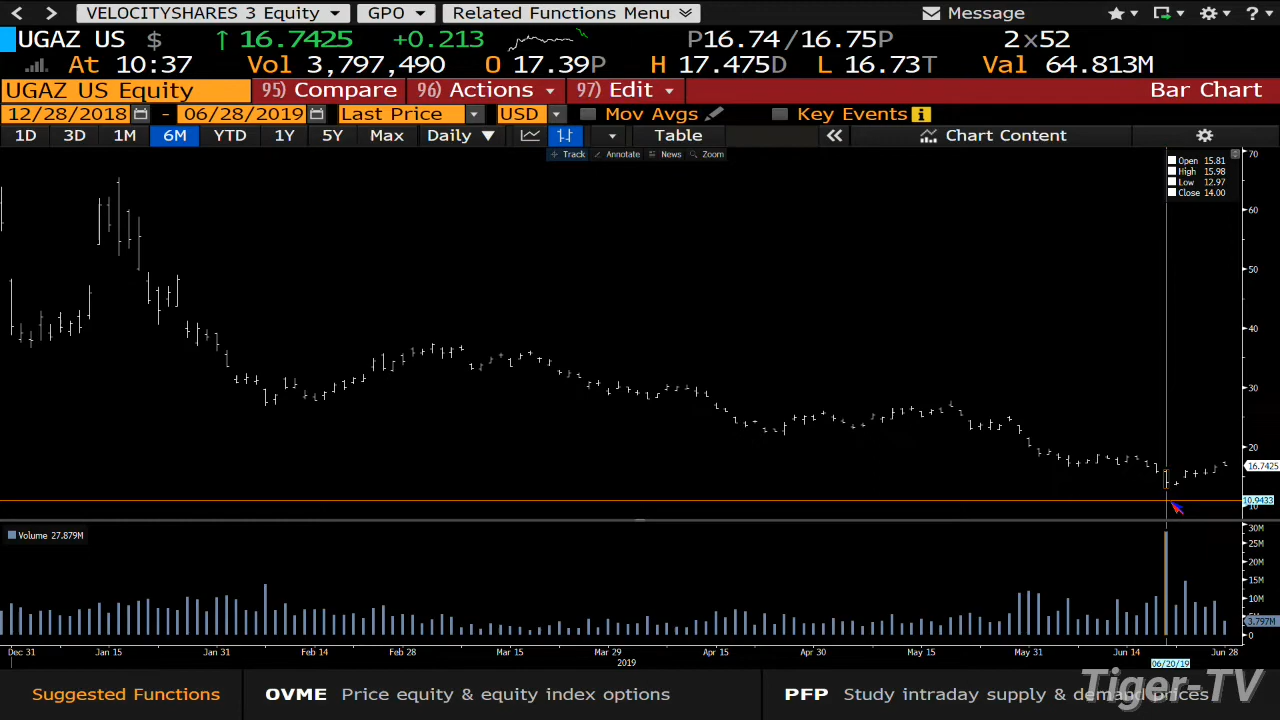 VELOCITYSHARES 3 Equity GPO Related Functions Menu Message
UGAZ US $ ↑ 16.7425 +0.213 P16.74 /16.75P 2×52
At 10:37 Vol 3,797,490 O 17.39P H 17.475D L 16.73T Val 64.813M
UGAZ US Equity 95) Compare 96) Actions 97) Edit Bar Chart
12/28/2018 - 06/28/2019 Last Price USD Mov Avgs Key Events
1D 3D 1M 6M YTD 1Y 5Y Max Daily ▼ Table « Chart Content
Track Annotate News Zoom
Open 15.81
High 15.98
Low 12.97
Close 14.00
70
60
50
40
30
20
16.7425
10.9433
10
Volume 27.879M
30M
25M
20M
15M
10M
3.797M
0
Dec 31 Jan 15 Jan 31 Feb 14 Feb 28 Mar 15 Mar 29 Apr 15 Apr 30 May 15 May 31 Jun 14 Jun 28
2019 06/20/19
Suggested Functions OVME Price equity & equity index options PFP Study intraday supply & demand prices
Tiger-TV